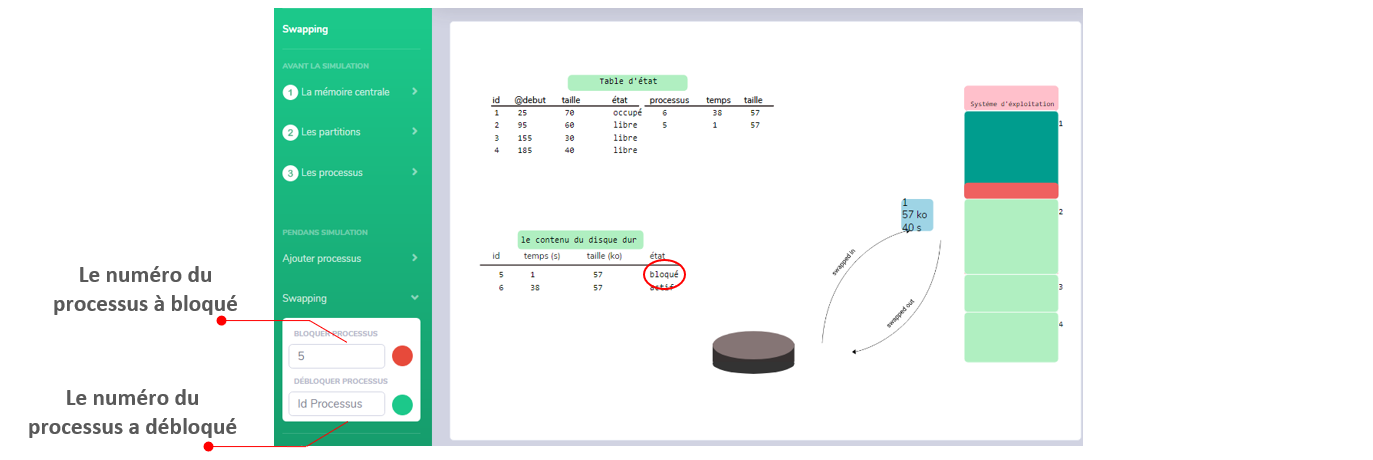 Swapping
AVANT LA SIMULATION
1 La mémoire centrale
2 Les partitions
3 Les processus
PENDANS SIMULATION
Ajouter processus
Swapping
BLOQUER PROCESSUS
5
DÉBLOQUER PROCESSUS
Id Processus
Le numéro du
processus à bloqué
Le numéro du
processus a débloqué
Table d'état
id @debut taille état processus temps taille
1 25 70 occupé 6 38 57
2 95 60 libre 5 1 57
3 155 30 libre
4 185 40 libre
le contenu du disque dur
id temps (s) taille (ko) état
5 1 57 bloqué
6 38 57 actif
1
57 ko
40 s
swapped in
swapped out
Système d'éxploitation
1
2
3
4